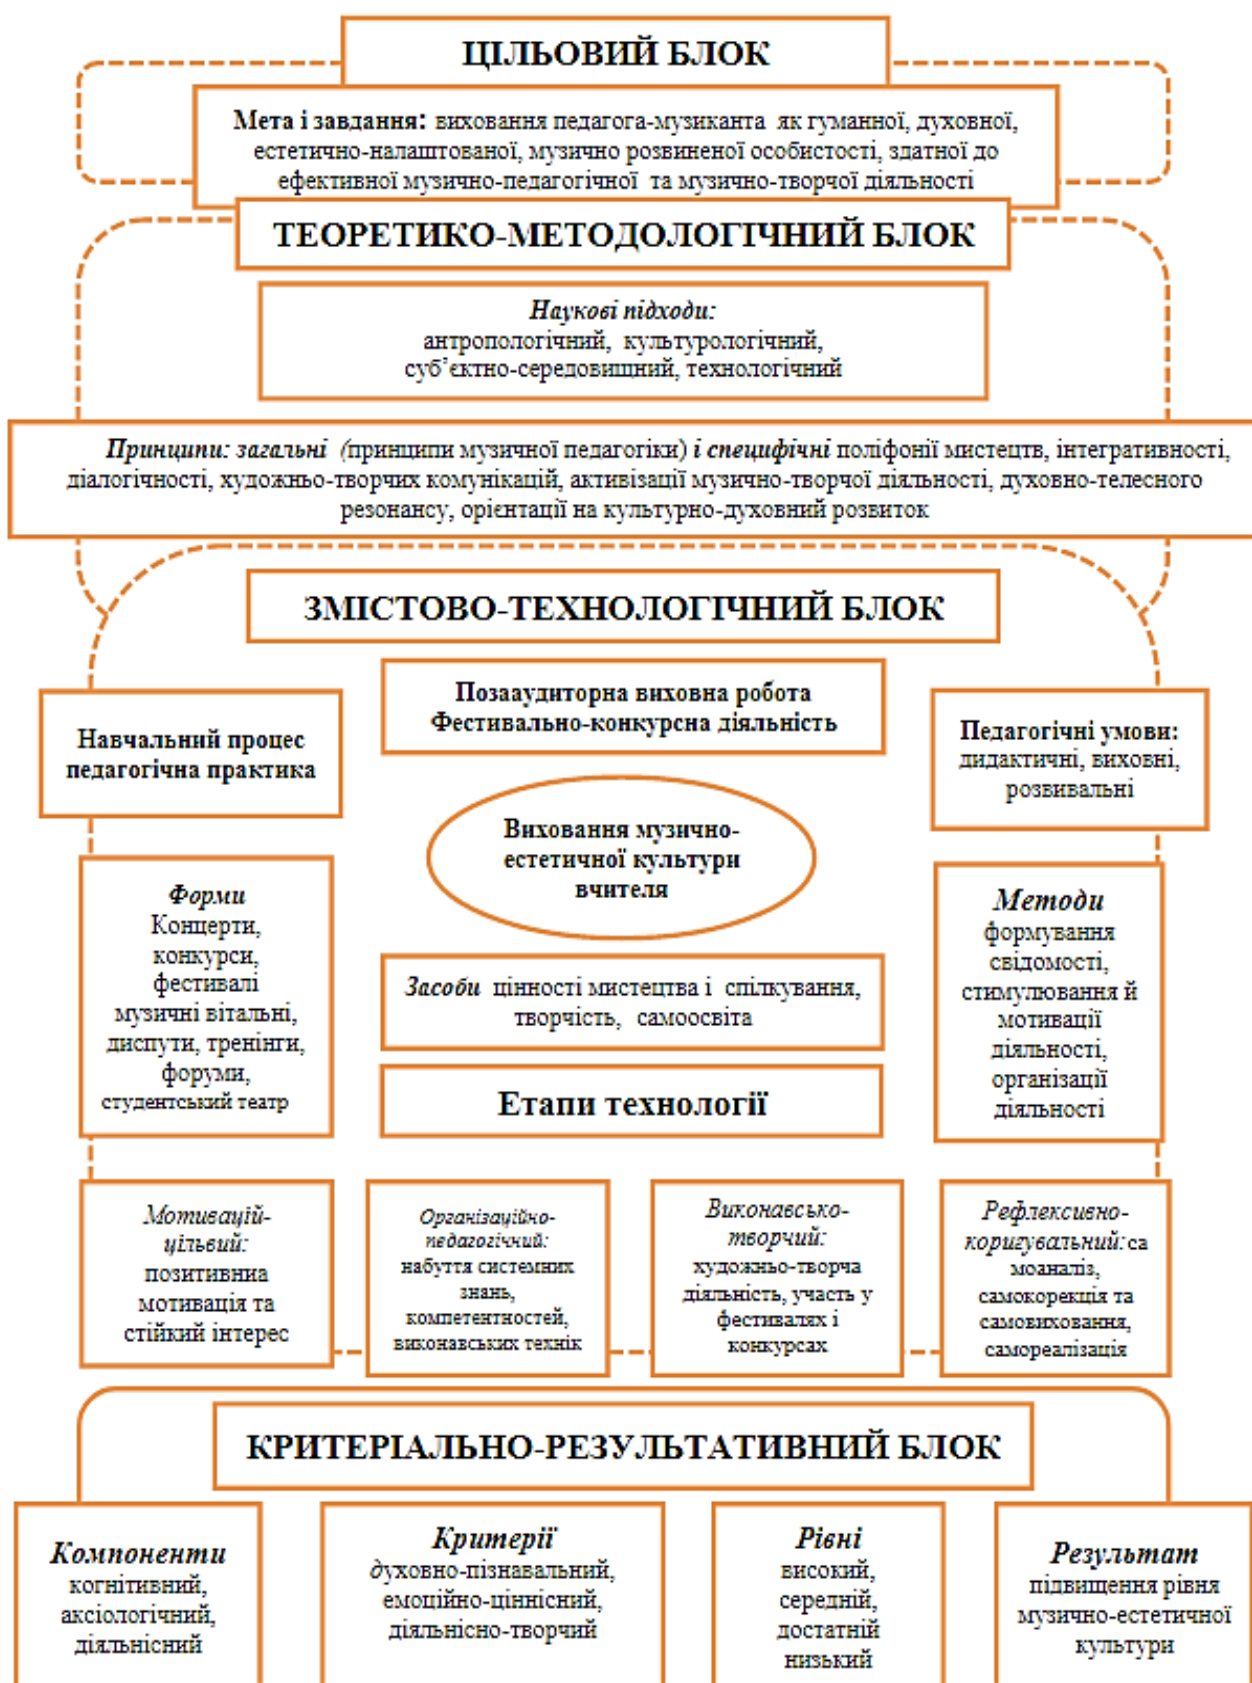 ЦІЛЬОВИЙ БЛОК
Мета і завдання: виховання педагога-музиканта як гуманної, духовної,
естетично-налаштованої, музично розвиненої особистості, здатної до
ефективної музично-педагогічної та музично-творчої діяльності
ТЕОРЕТИКО-МЕТОДОЛОГІЧНИЙ БЛОК
Наукові підходи:
антропологічний, культурологічний,
суб’єктно-середовищний, технологічний
Принципи: загальні (принципи музичної педагогіки) і специфічні поліфонії мистецтв, інтегративності,
діалогічності, художньо-творчих комунікацій, активізації музично-творчої діяльності, духовно-телесного
резонансу, орієнтації на культурно-духовний розвиток
ЗМІСТОВО-ТЕХНОЛОГІЧНИЙ БЛОК
Навчальний процес
педагогічна практика
Позааудиторна виховна робота
Фестивально-конкурсна діяльність
Педагогічні умови:
дидактичні, виховні,
розвивальні
Виховання музично-
естетичної культури
вчителя
Форми
Концерти,
конкурси,
фестивалі
музичні вітальні,
диспути, тренінги,
форуми,
студентський театр
Засоби цінності мистецтва і спілкування,
творчість, самоосвіта
Методи
формування
свідомості,
стимулювання й
мотивації
діяльності,
організації
діяльності
Етапи технології
Мотивацій-
цільвий:
позитивниа
мотивація та
стійкий інтерес
Організаційно-
педагогічний:
набуття системних
знань,
компетентностей,
виконавських технік
Виконавсько-
творчий:
художньо-творча
діяльність, участь у
фестивалях і
конкурсах
Рефлексивно-
коригувальний:са
моаналіз,
самокорекція та
самовиховання,
самореалізація
КРИТЕРІАЛЬНО-РЕЗУЛЬТАТИВНИЙ БЛОК
Компоненти
когнітивний,
аксіологічний,
діяльнісний
Критерії
духовно-пізнавальний,
емоційно-ціннісний,
діяльнісно-творчий
Рівні
високий,
середній,
достатній
низький
Результат
підвищення рівня
музично-естетичної
культури